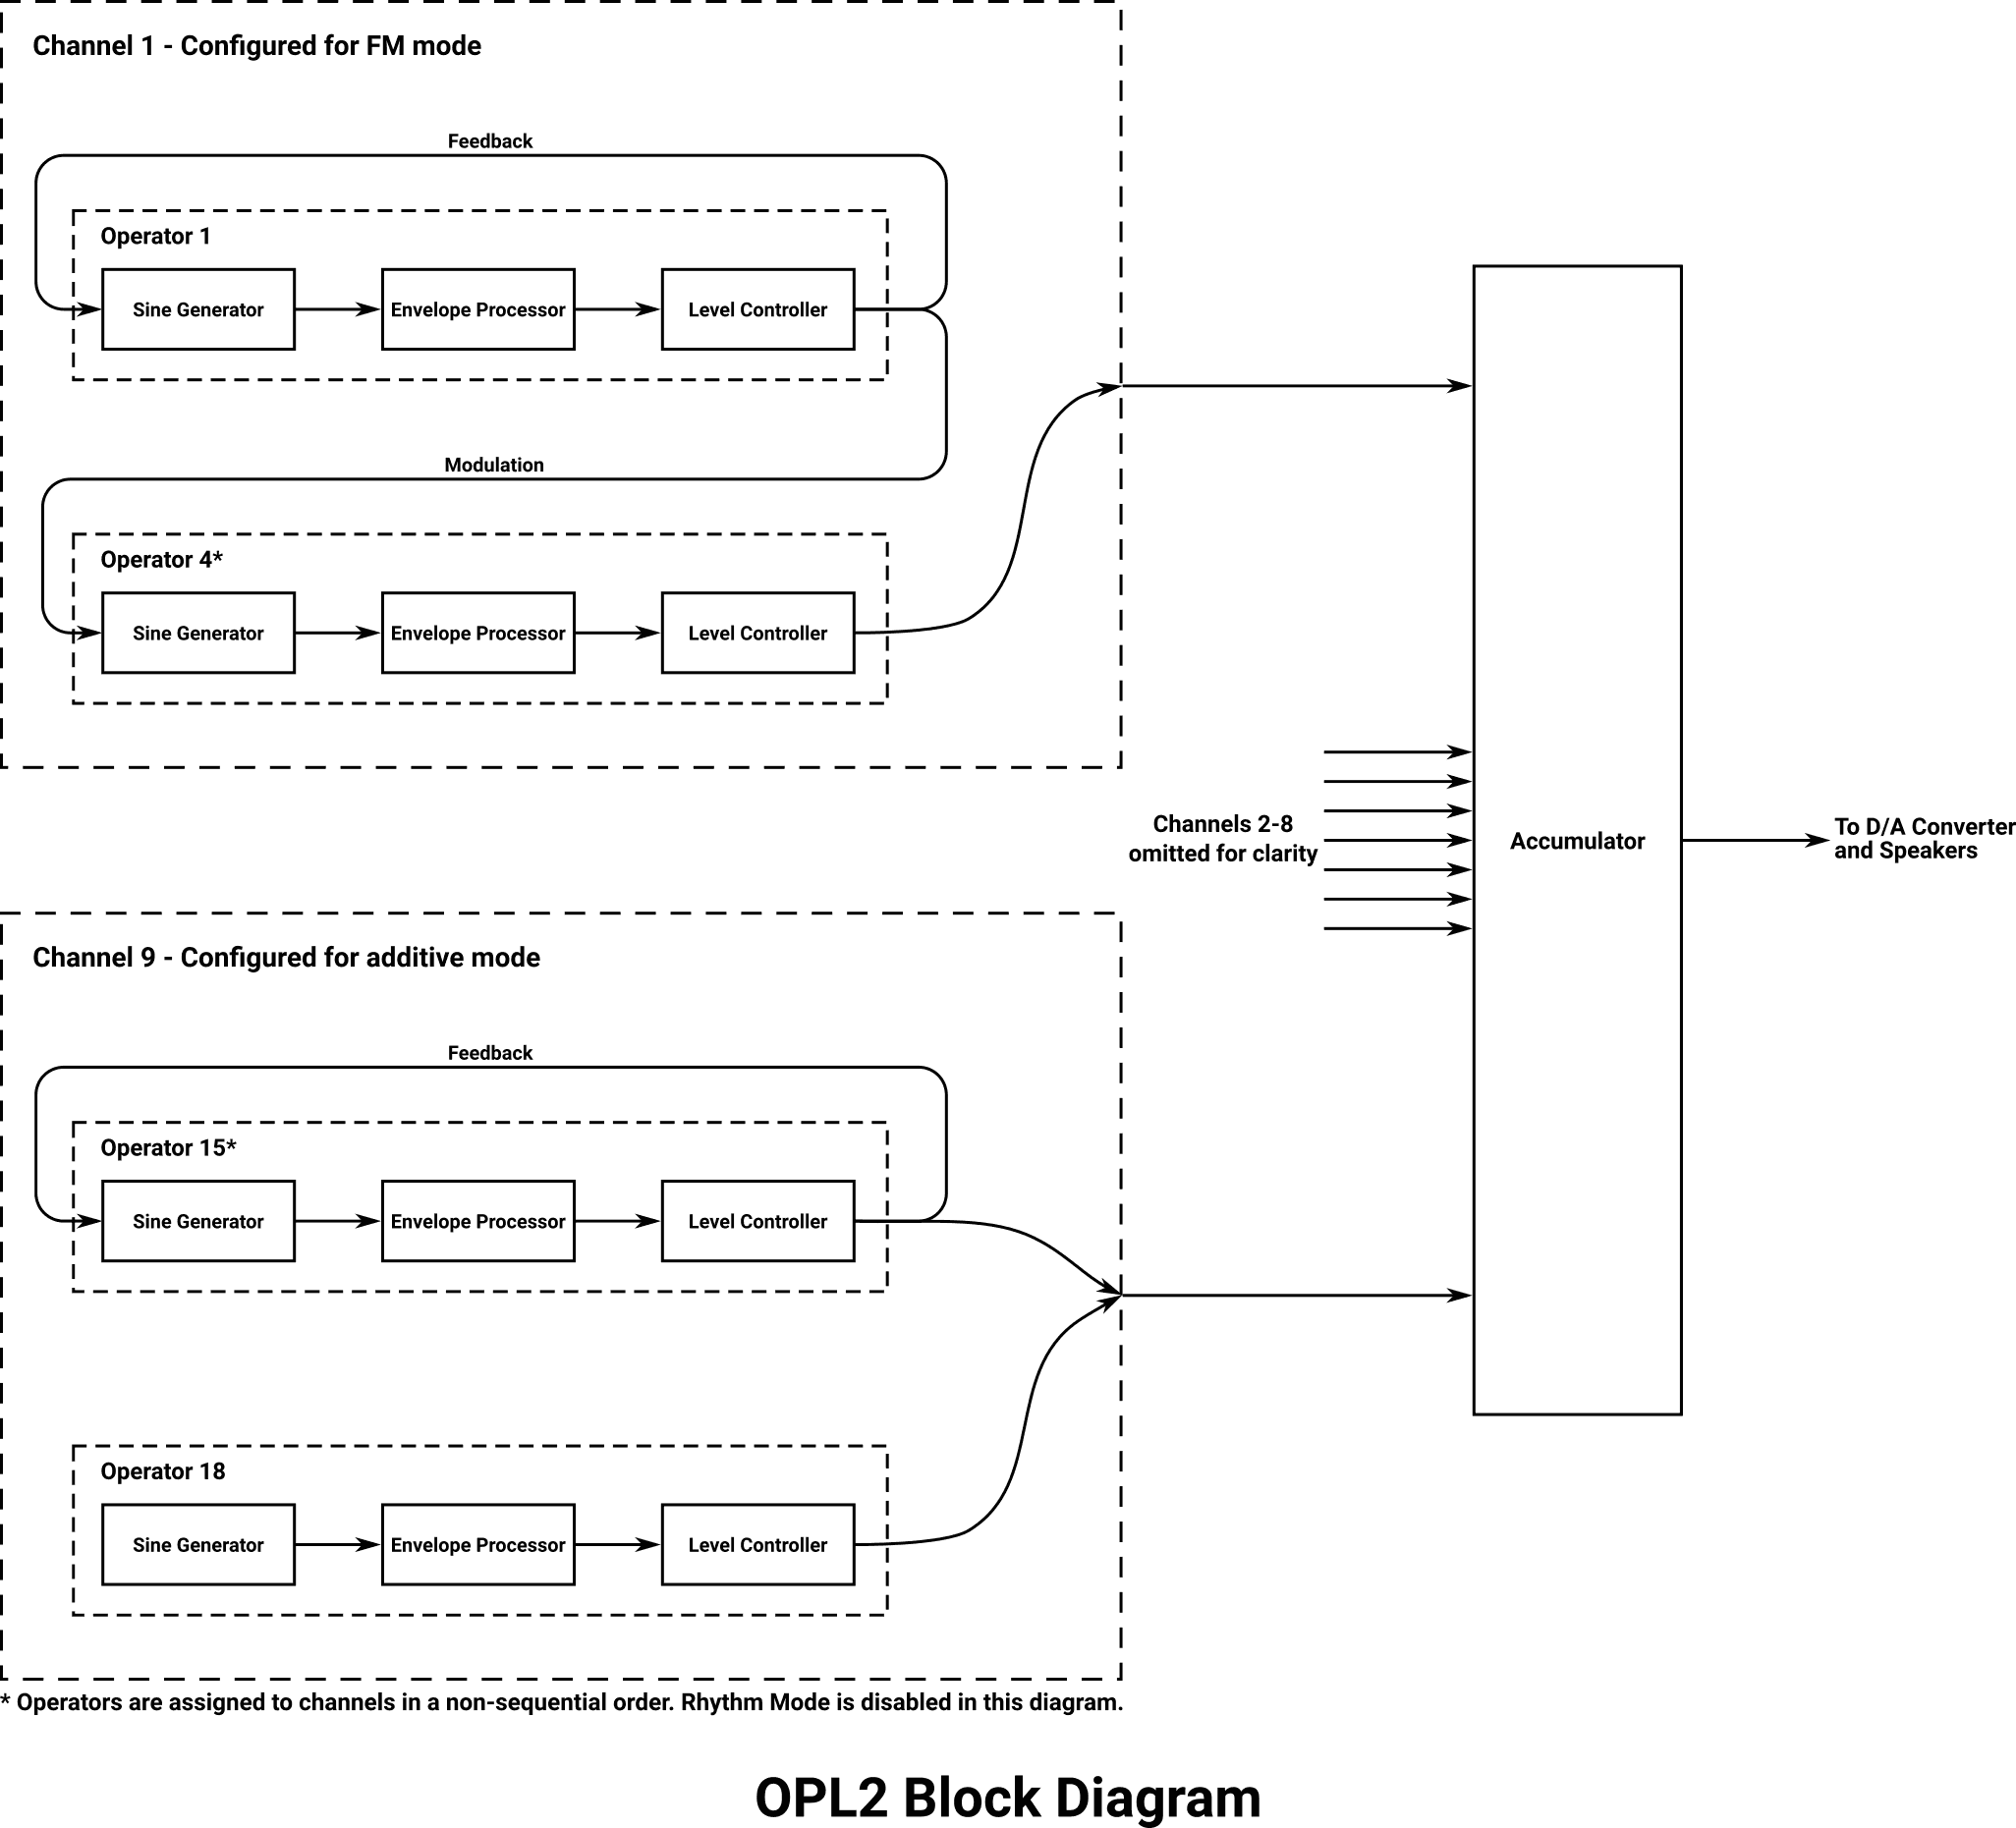 Channel 1 - Configured for FM mode
Feedback
Operator 1
Sine Generator
Envelope Processor
Level Controller
Modulation
Operator 4*
Sine Generator
Envelope Processor
Level Controller
Channels 2-8
omitted for clarity
Accumulator
To D/A Converter
and Speakers
Channel 9 - Configured for additive mode
Feedback
Operator 15*
Sine Generator
Envelope Processor
Level Controller
Operator 18
Sine Generator
Envelope Processor
Level Controller
* Operators are assigned to channels in a non-sequential order. Rhythm Mode is disabled in this diagram.
OPL2 Block Diagram